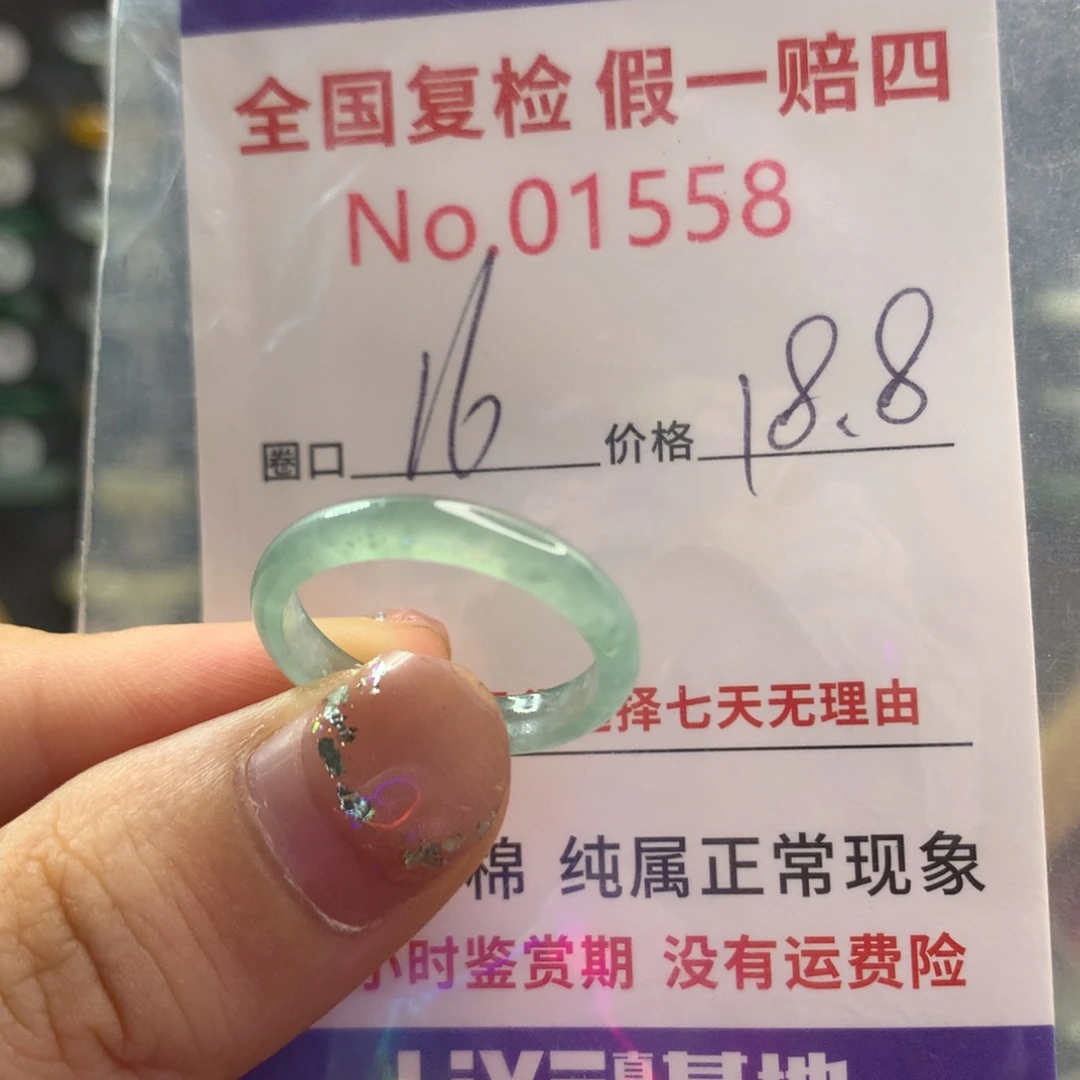 全国复检 假一赔四
No.01558
圈口 16 价格 18.8
择七天无理由
棉 纯属正常现象
小时鉴赏期 没有运费险
基地